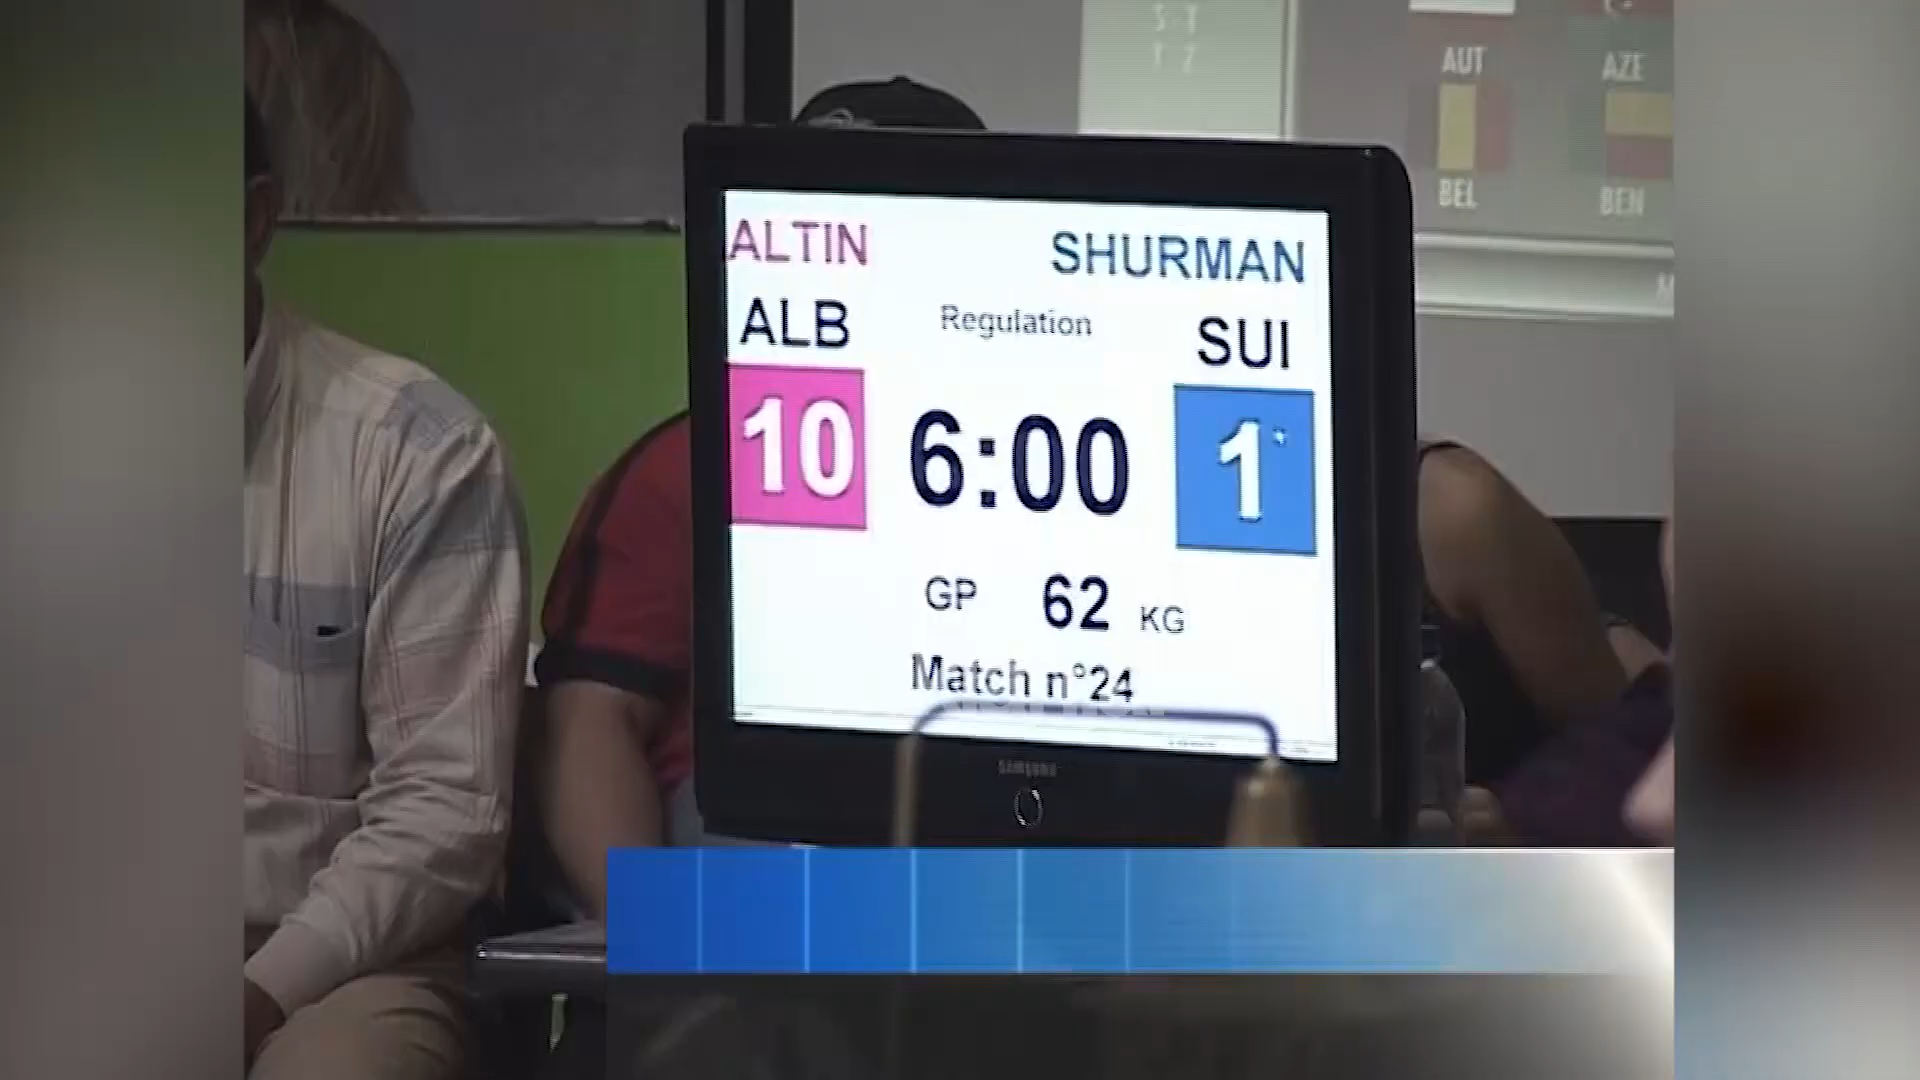 S T
T Z
AUT
AZE
BEL
BEN
ALTIN
SHURMAN
ALB
Regulation
SUI
10
6:00
1
GP 62 KG
Match n°24
SAMSUNG